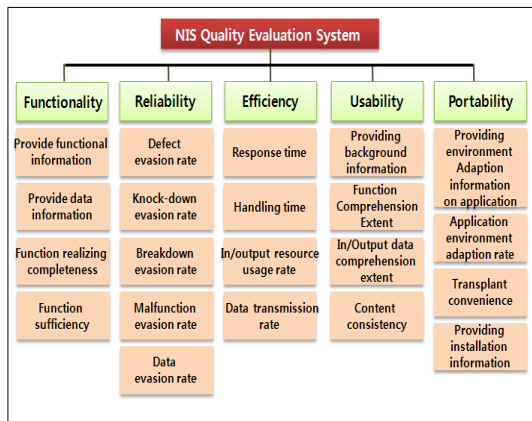 NIS Quality Evaluation System
Functionality
Reliability
Efficiency
Usability
Portability
Provide functional
information
Provide data
information
Function realizing
completeness
Function
sufficiency
Defect
evasion rate
Knock-down
evasion rate
Breakdown
evasion rate
Malfunction
evasion rate
Data
evasion rate
Response time
Handling time
In/output resource
usage rate
Data transmission
rate
Providing
background
information
Function
Comprehension
Extent
In/Output data
comprehension
extent
Content
consistency
Providing
environment
Adaption
information
on application
Application
environment
adaption rate
Transplant
convenience
Providing
installation
information